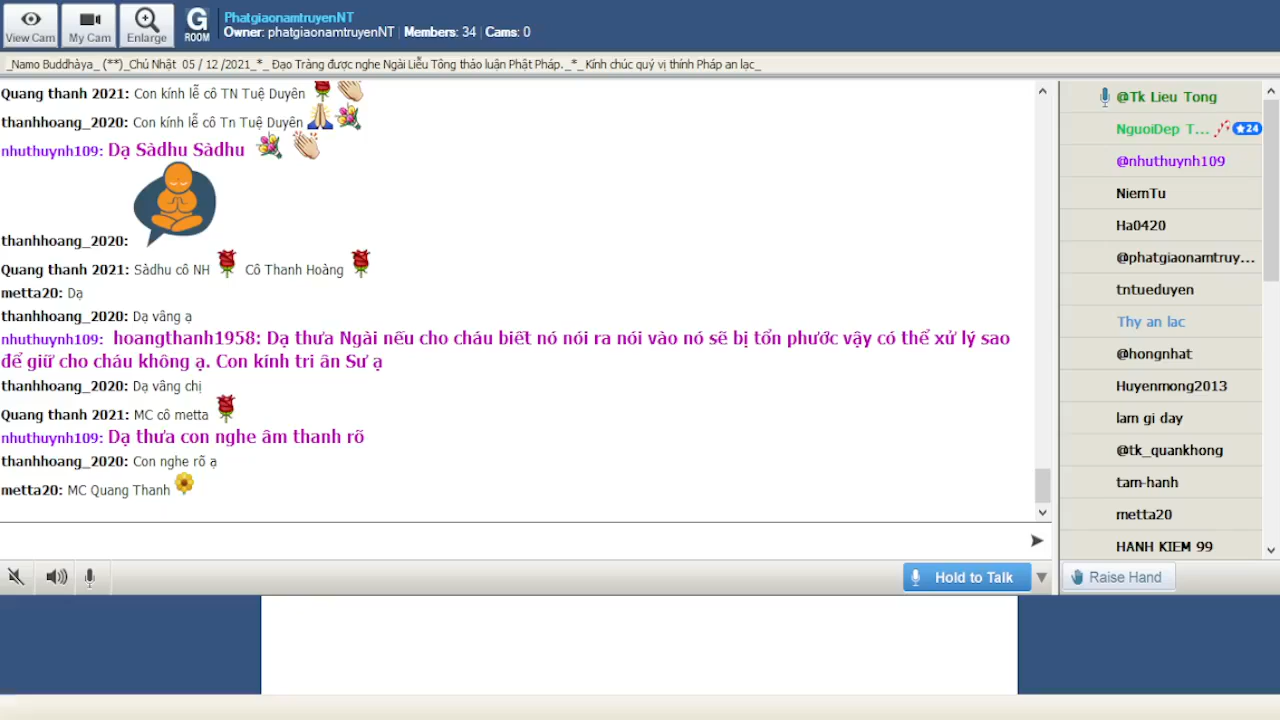 View Cam
My Cam
Enlarge
G
ROOM
PhatgiaonamtruyenNT
Owner: phatgiaonamtruyenNT | Members: 34 | Cams: 0
_Namo Buddhàya_ (**)_Chủ Nhật  05 / 12 /2021_*_ Đạo Tràng được nghe Ngài Liễu Tông thảo luận Phật Pháp._*_Kính chúc quý vị thính Pháp an lạc_
Quang thanh 2021: Con kính lễ cô TN Tuệ Duyên
thanhhoang_2020: Con kính lễ cô Tn Tuệ Duyên
nhuthuynh109: Dạ Sàdhu Sàdhu
thanhhoang_2020:
Quang thanh 2021: Sàdhu cô NH Cô Thanh Hoàng
metta20: Dạ
thanhhoang_2020: Dạ vâng ạ
nhuthuynh109: hoangthanh1958: Dạ thưa Ngài nếu cho cháu biết nó nói ra nói vào nó sẽ bị tổn phước vậy có thể xử lý sao
để giữ cho cháu không ạ. Con kính tri ân Sư ạ
thanhhoang_2020: Dạ vâng chị
Quang thanh 2021: MC cô metta
nhuthuynh109: Dạ thưa con nghe âm thanh rõ
thanhhoang_2020: Con nghe rõ ạ
metta20: MC Quang Thanh
Hold to Talk
@Tk Lieu Tong
NguoiDep T... 24
@nhuthuynh109
NiemTu
Ha0420
@phatgiaonamtruy...
tntueduyen
Thy an lac
@hongnhat
Huyenmong2013
lam gi day
@tk_quankhong
tam-hanh
metta20
HANH KIEM 99
Raise Hand